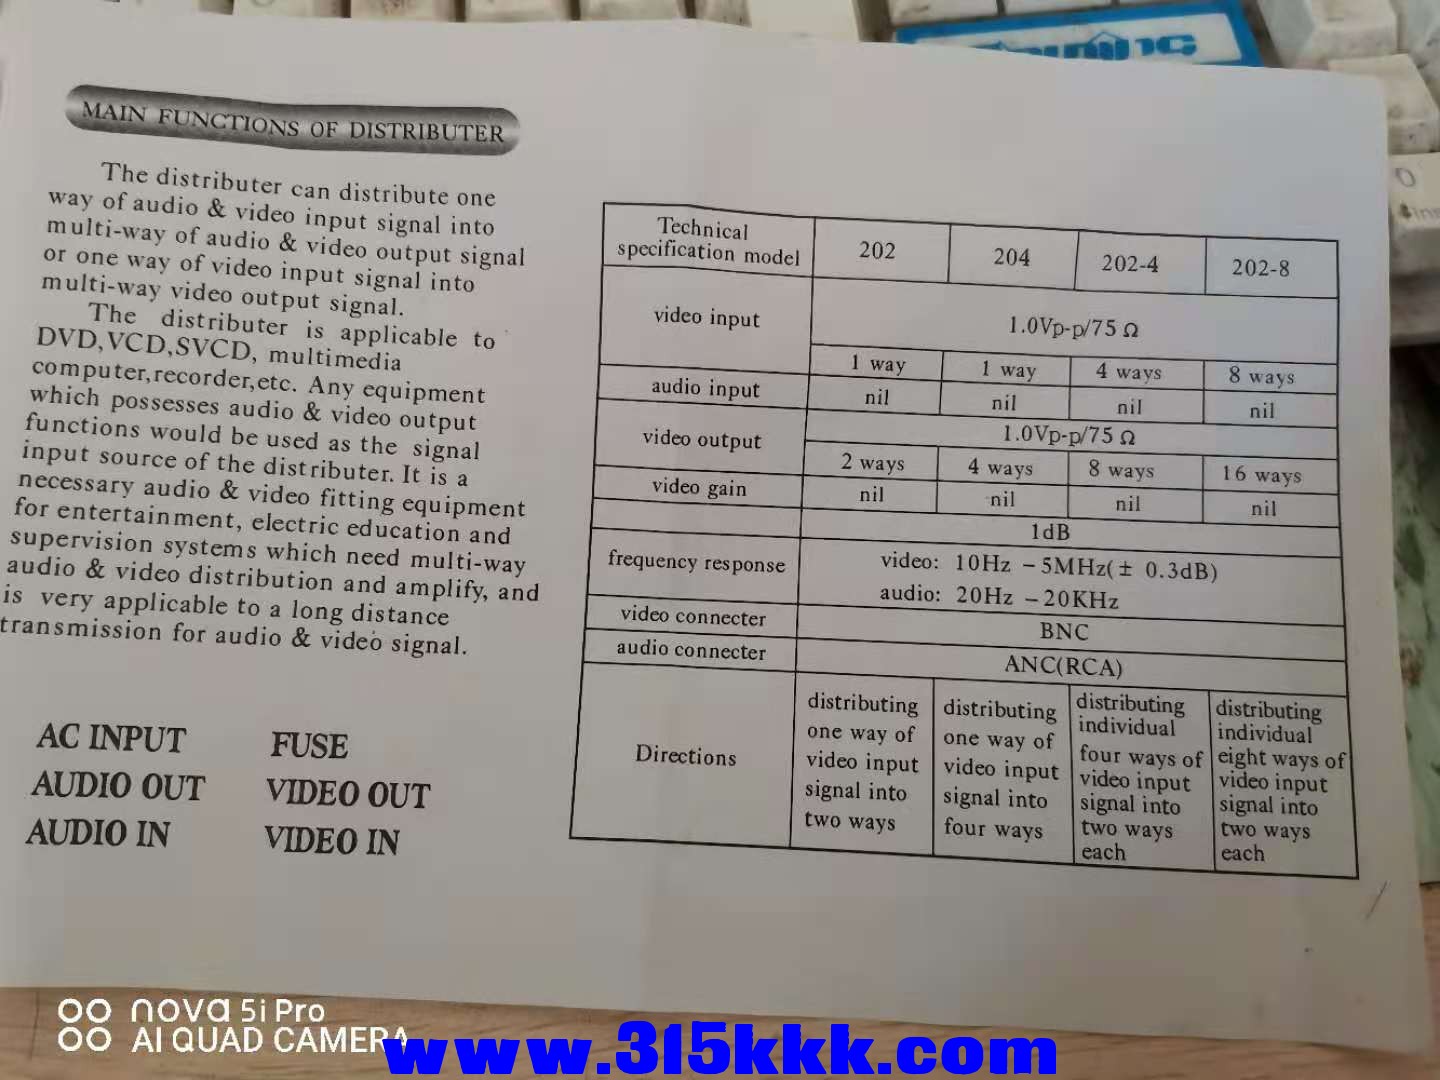 MAIN FUNCTIONS OF DISTRIBUTER
The distributer can distribute one
way of audio & video input signal into
multi-way of audio & video output signal
or one way of video input signal into
multi-way video output signal.
The distributer is applicable to
DVD,VCD,SVCD, multimedia
computer,recorder,etc. Any equipment
which possesses audio & video output
functions would be used as the signal
input source of the distributer. It is a
necessary audio & video fitting equipment
for entertainment, electric education and
supervision systems which need multi-way
audio & video distribution and amplify, and
is very applicable to a long distance
transmission for audio & video signal.
AC INPUT FUSE
AUDIO OUT VIDEO OUT
AUDIO IN VIDEO IN
Technical
specification model 202 204 202-4 202-8
video input 1.0Vp-p/75 Ω
1 way 1 way 4 ways 8 ways
audio input nil nil nil nil
video output 1.0Vp-p/75 Ω
2 ways 4 ways 8 ways 16 ways
video gain nil nil nil nil
1dB
frequency response video: 10Hz – 5MHz(± 0.3dB)
audio: 20Hz – 20KHz
video connecter BNC
audio connecter ANC(RCA)
Directions
distributing
one way of
video input
signal into
two ways
distributing
one way of
video input
signal into
four ways
distributing
individual
four ways of
video input
signal into
two ways
each
distributing
individual
eight ways of
video input
signal into
two ways
each
nova 5i Pro
AI QUAD CAMERA
www.315kkk.com